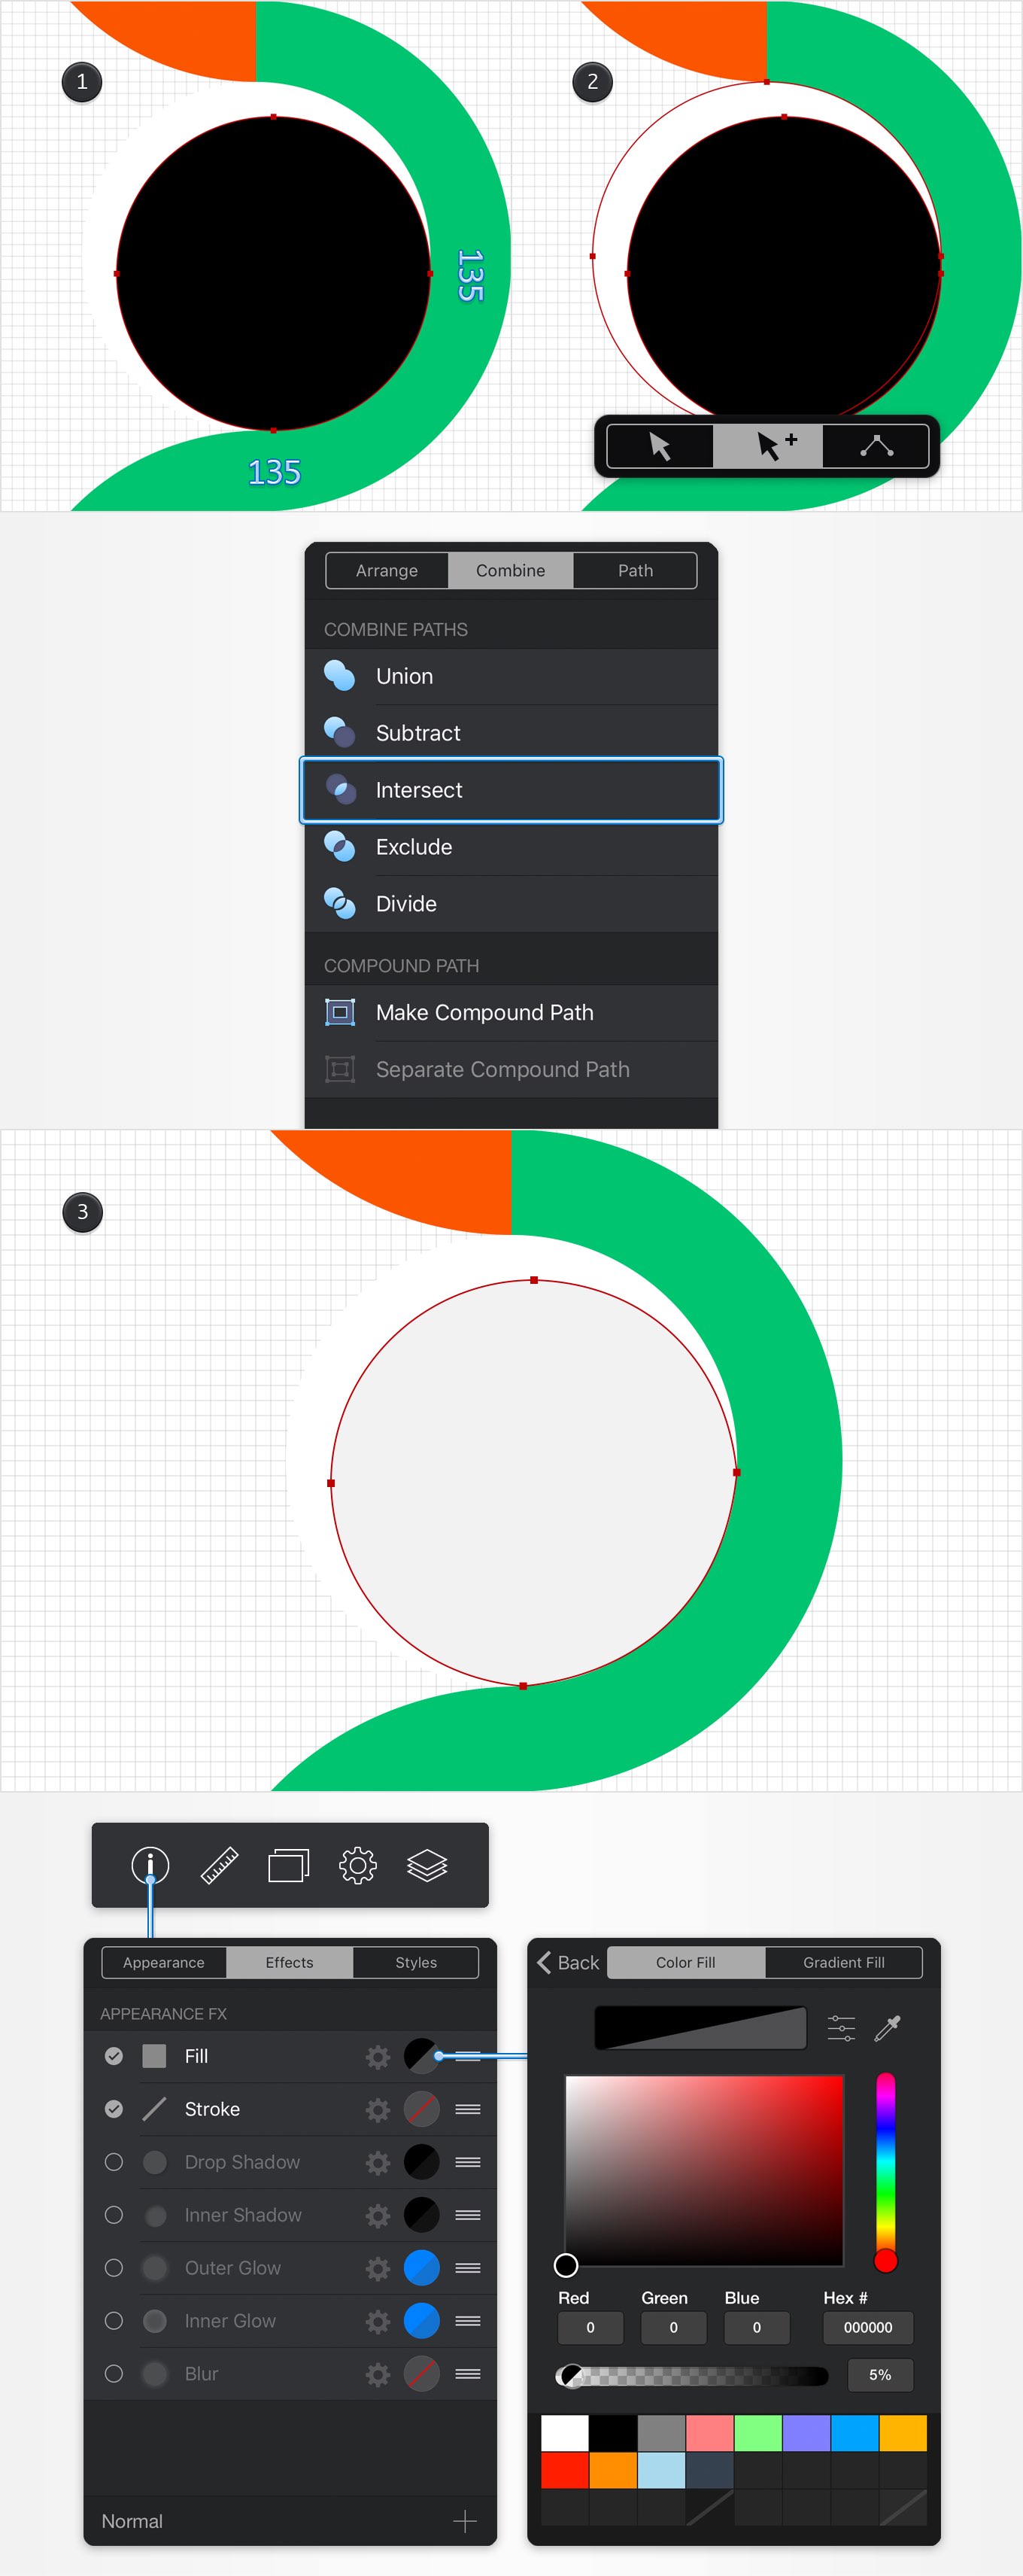 1
2
135
135
Arrange Combine Path
COMBINE PATHS
Union
Subtract
Intersect
Exclude
Divide
COMPOUND PATH
Make Compound Path
Separate Compound Path
3
Appearance Effects Styles
APPEARANCE FX
Fill
Stroke
Drop Shadow
Inner Shadow
Outer Glow
Inner Glow
Blur
Normal
Back Color Fill Gradient Fill
Red Green Blue Hex #
0 0 0 000000
5%